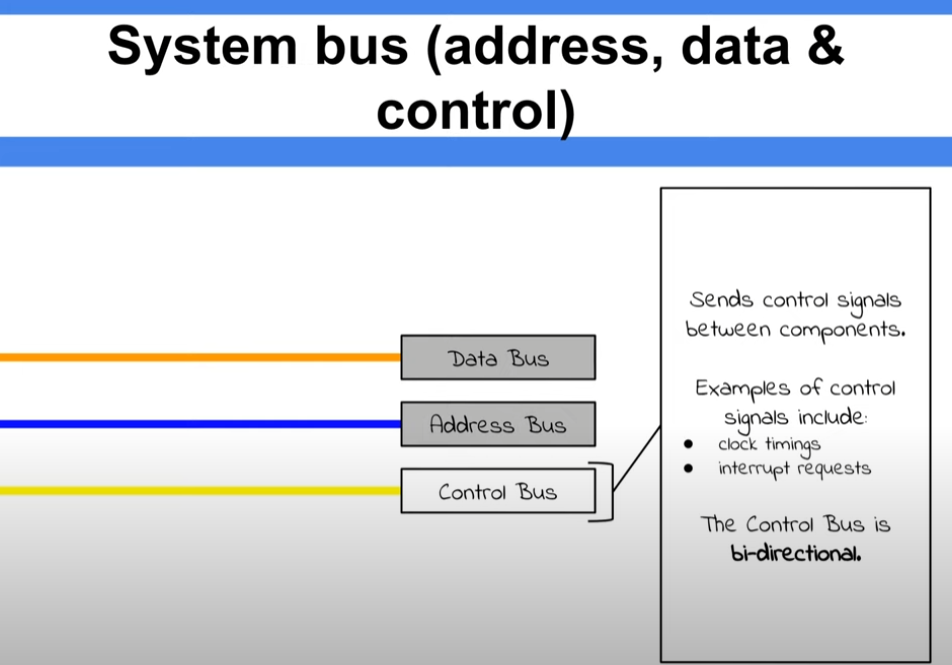 System bus (address, data &
control)
Data Bus
Address Bus
Control Bus
Sends control signals
between components.
Examples of control
signals include:
● clock timings
● interrupt requests
The Control Bus is
bi-directional.